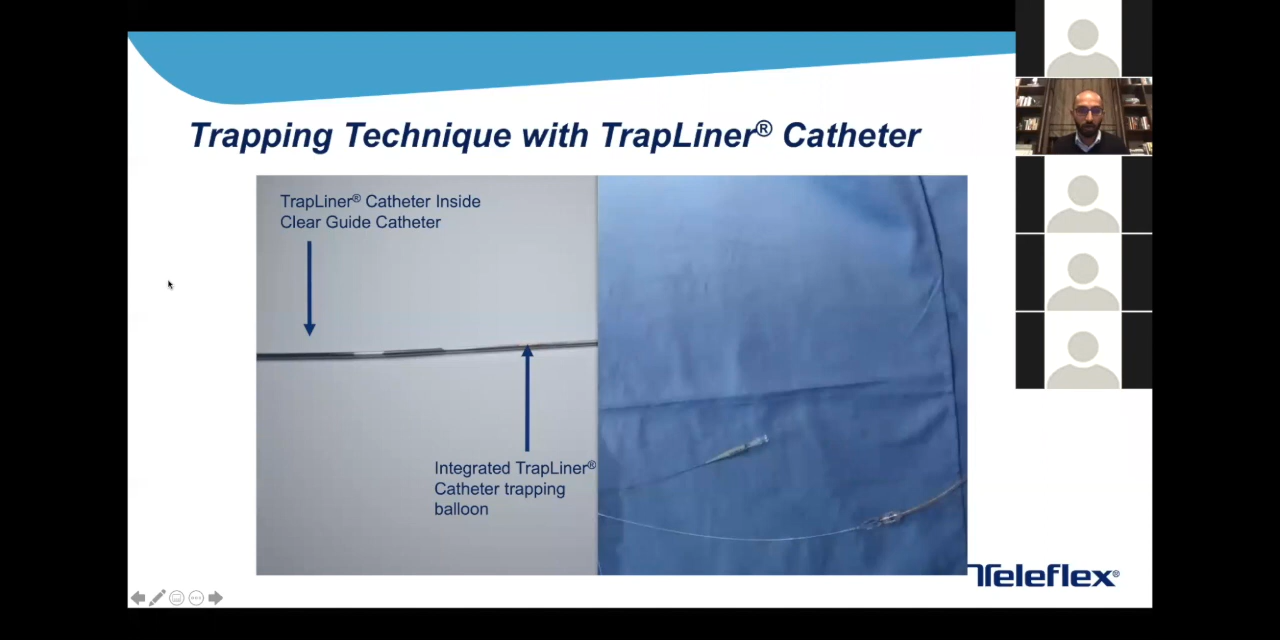 Trapping Technique with TrapLiner® Catheter
TrapLiner® Catheter Inside
Clear Guide Catheter
Integrated TrapLiner®
Catheter trapping
balloon
Teleflex®